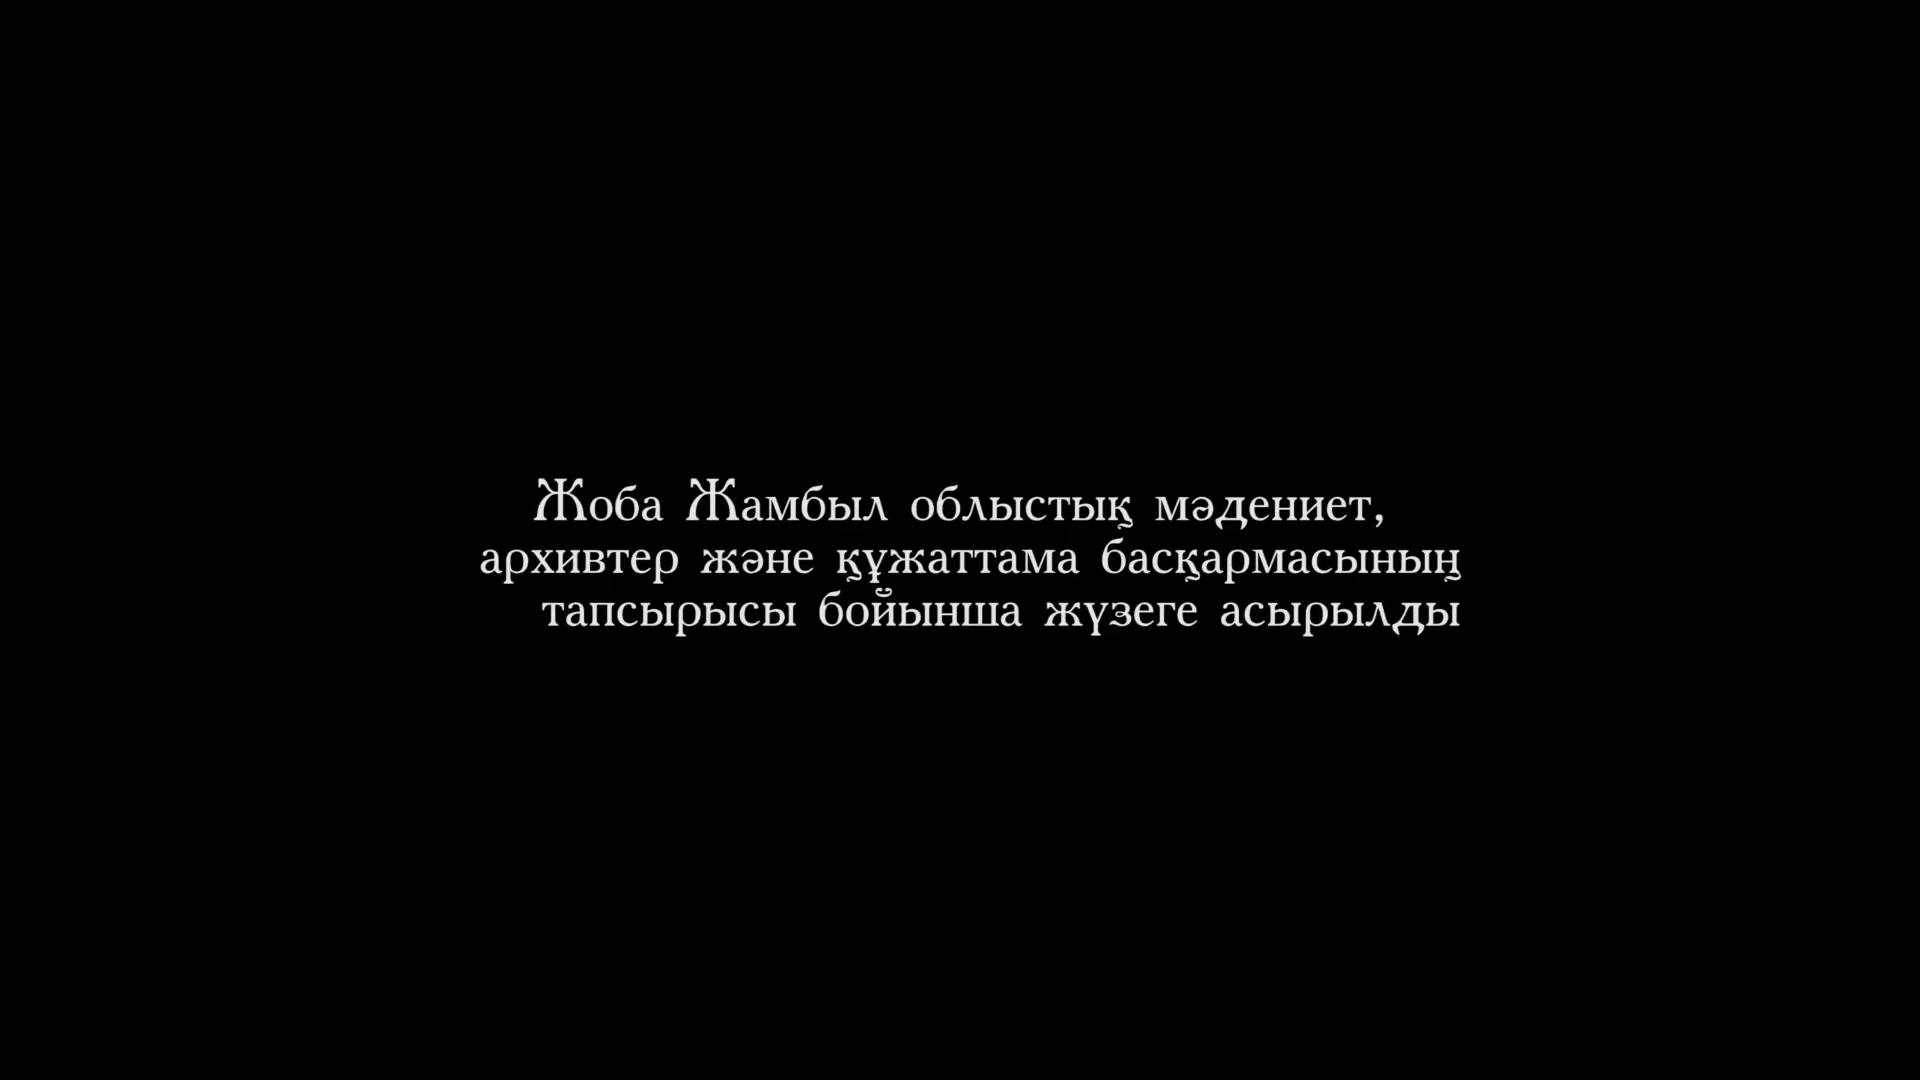 Жоба Жамбыл облыстық мәдениет,
архивтер және құжаттама басқармасының
тапсырысы бойынша жүзеге асырылды